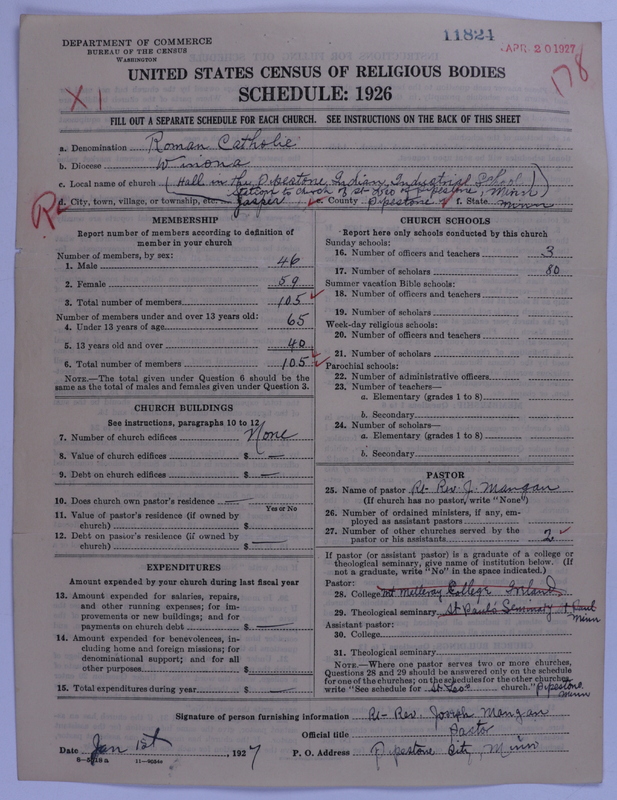 11824
APR 20 1927
178
DEPARTMENT OF COMMERCE
BUREAU OF THE CENSUS
WASHINGTON
X 1
UNITED STATES CENSUS OF RELIGIOUS BODIES
SCHEDULE: 1926
FILL OUT A SEPARATE SCHEDULE FOR EACH CHURCH. SEE INSTRUCTIONS ON THE BACK OF THIS SHEET
a. Denomination Roman Catholic
b. Diocese Winona
c. Local name of church (Hall in the Pipestone Indian Industrial School)
Station to Church of St Leo of Pipestone, Minn
R
d. City, town, village, or township, etc. Jasper e. County Pipestone f. State Minn
MEMBERSHIP
Report number of members according to definition of
member in your church
Number of members, by sex:
1. Male 46
2. Female 59
3. Total number of members 105
Number of members under and over 13 years old:
4. Under 13 years of age 65
5. 13 years old and over 40
6. Total number of members 105
NOTE.—The total given under Question 6 should be the
same as the total of males and females given under Question 3.
CHURCH BUILDINGS
See instructions, paragraphs 10 to 12
7. Number of church edifices None
8. Value of church edifices $ —
9. Debt on church edifices $ —
10. Does church own pastor's residence —
Yes or No
11. Value of pastor's residence (if owned by
church) $
12. Debt on pastor's residence (if owned by
church) $ —
EXPENDITURES
Amount expended by your church during last fiscal year
13. Amount expended for salaries, repairs,
and other running expenses; for im-
provements or new buildings; and for
payments on church debt $ —
14. Amount expended for benevolences, in-
cluding home and foreign missions; for
denominational support; and for all
other purposes $
15. Total expenditures during year $ —
CHURCH SCHOOLS
Report here only schools conducted by this church
Sunday schools:
16. Number of officers and teachers 3
17. Number of scholars 80
Summer vacation Bible schools:
18. Number of officers and teachers
19. Number of scholars
Week-day religious schools:
20. Number of officers and teachers
21. Number of scholars
Parochial schools:
22. Number of administrative officers
23. Number of teachers—
a. Elementary (grades 1 to 8)
b. Secondary
24. Number of scholars—
a. Elementary (grades 1 to 8)
b. Secondary
PASTOR
25. Name of pastor Rt-Rev. J. Mangan
(If church has no pastor, write "None")
26. Number of ordained ministers, if any, em-
ployed as assistant pastors
27. Number of other churches served by the
pastor or his assistants 2
If pastor (or assistant pastor) is a graduate of a college or
theological seminary, give name of institution below. (If
not a graduate, write "No" in the space indicated.)
Pastor:
28. College Mt Melleray College Irland
29. Theological seminary St Paul's Seminary St Paul
Minn
Assistant pastor:
30. College
31. Theological seminary
NOTE.—Where one pastor serves two or more churches,
Questions 28 and 29 should be answered only on the schedule
for one of the churches; on the schedules for the other churches
write "See schedule for St Leo's church." Pipestone
Minn
Signature of person furnishing information Rt-Rev. Joseph Mangan
Official title Pastor
Date Jan 1st, 1927 P. O. Address Pipestone City, Minn
11—9054